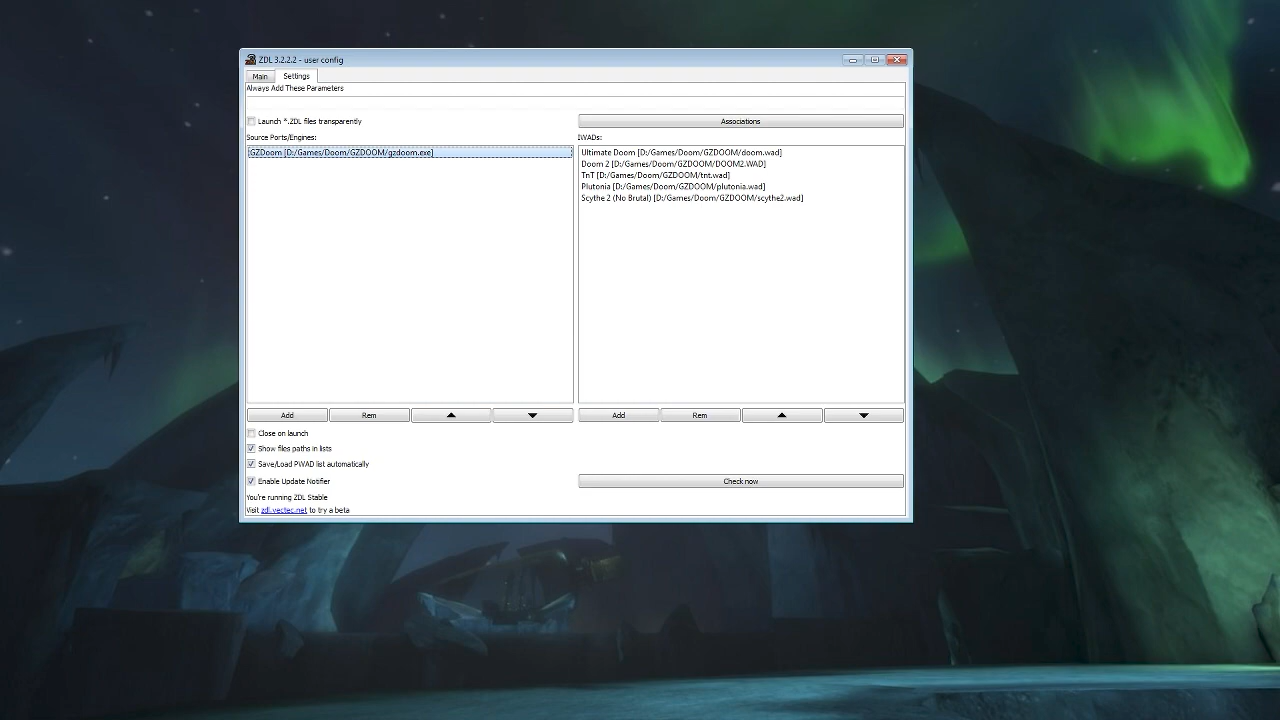 ZDL 3.2.2.2 - user config
Main Settings
Always Add These Parameters
Launch *.ZDL files transparently
Associations
Source Ports/Engines:
IWADs:
GZDoom [D:/Games/Doom/GZDOOM/gzdoom.exe]
Ultimate Doom [D:/Games/Doom/GZDOOM/doom.wad]
Doom 2 [D:/Games/Doom/GZDOOM/DOOM2.WAD]
TnT [D:/Games/Doom/GZDOOM/tnt.wad]
Plutonia [D:/Games/Doom/GZDOOM/plutonia.wad]
Scythe 2 (No Brutal) [D:/Games/Doom/GZDOOM/scythe2.wad]
Add Rem
Add Rem
Close on launch
Show files paths in lists
Save/Load PWAD list automatically
Enable Update Notifier
Check now
You're running ZDL Stable
Visit zdl.vectec.net to try a beta